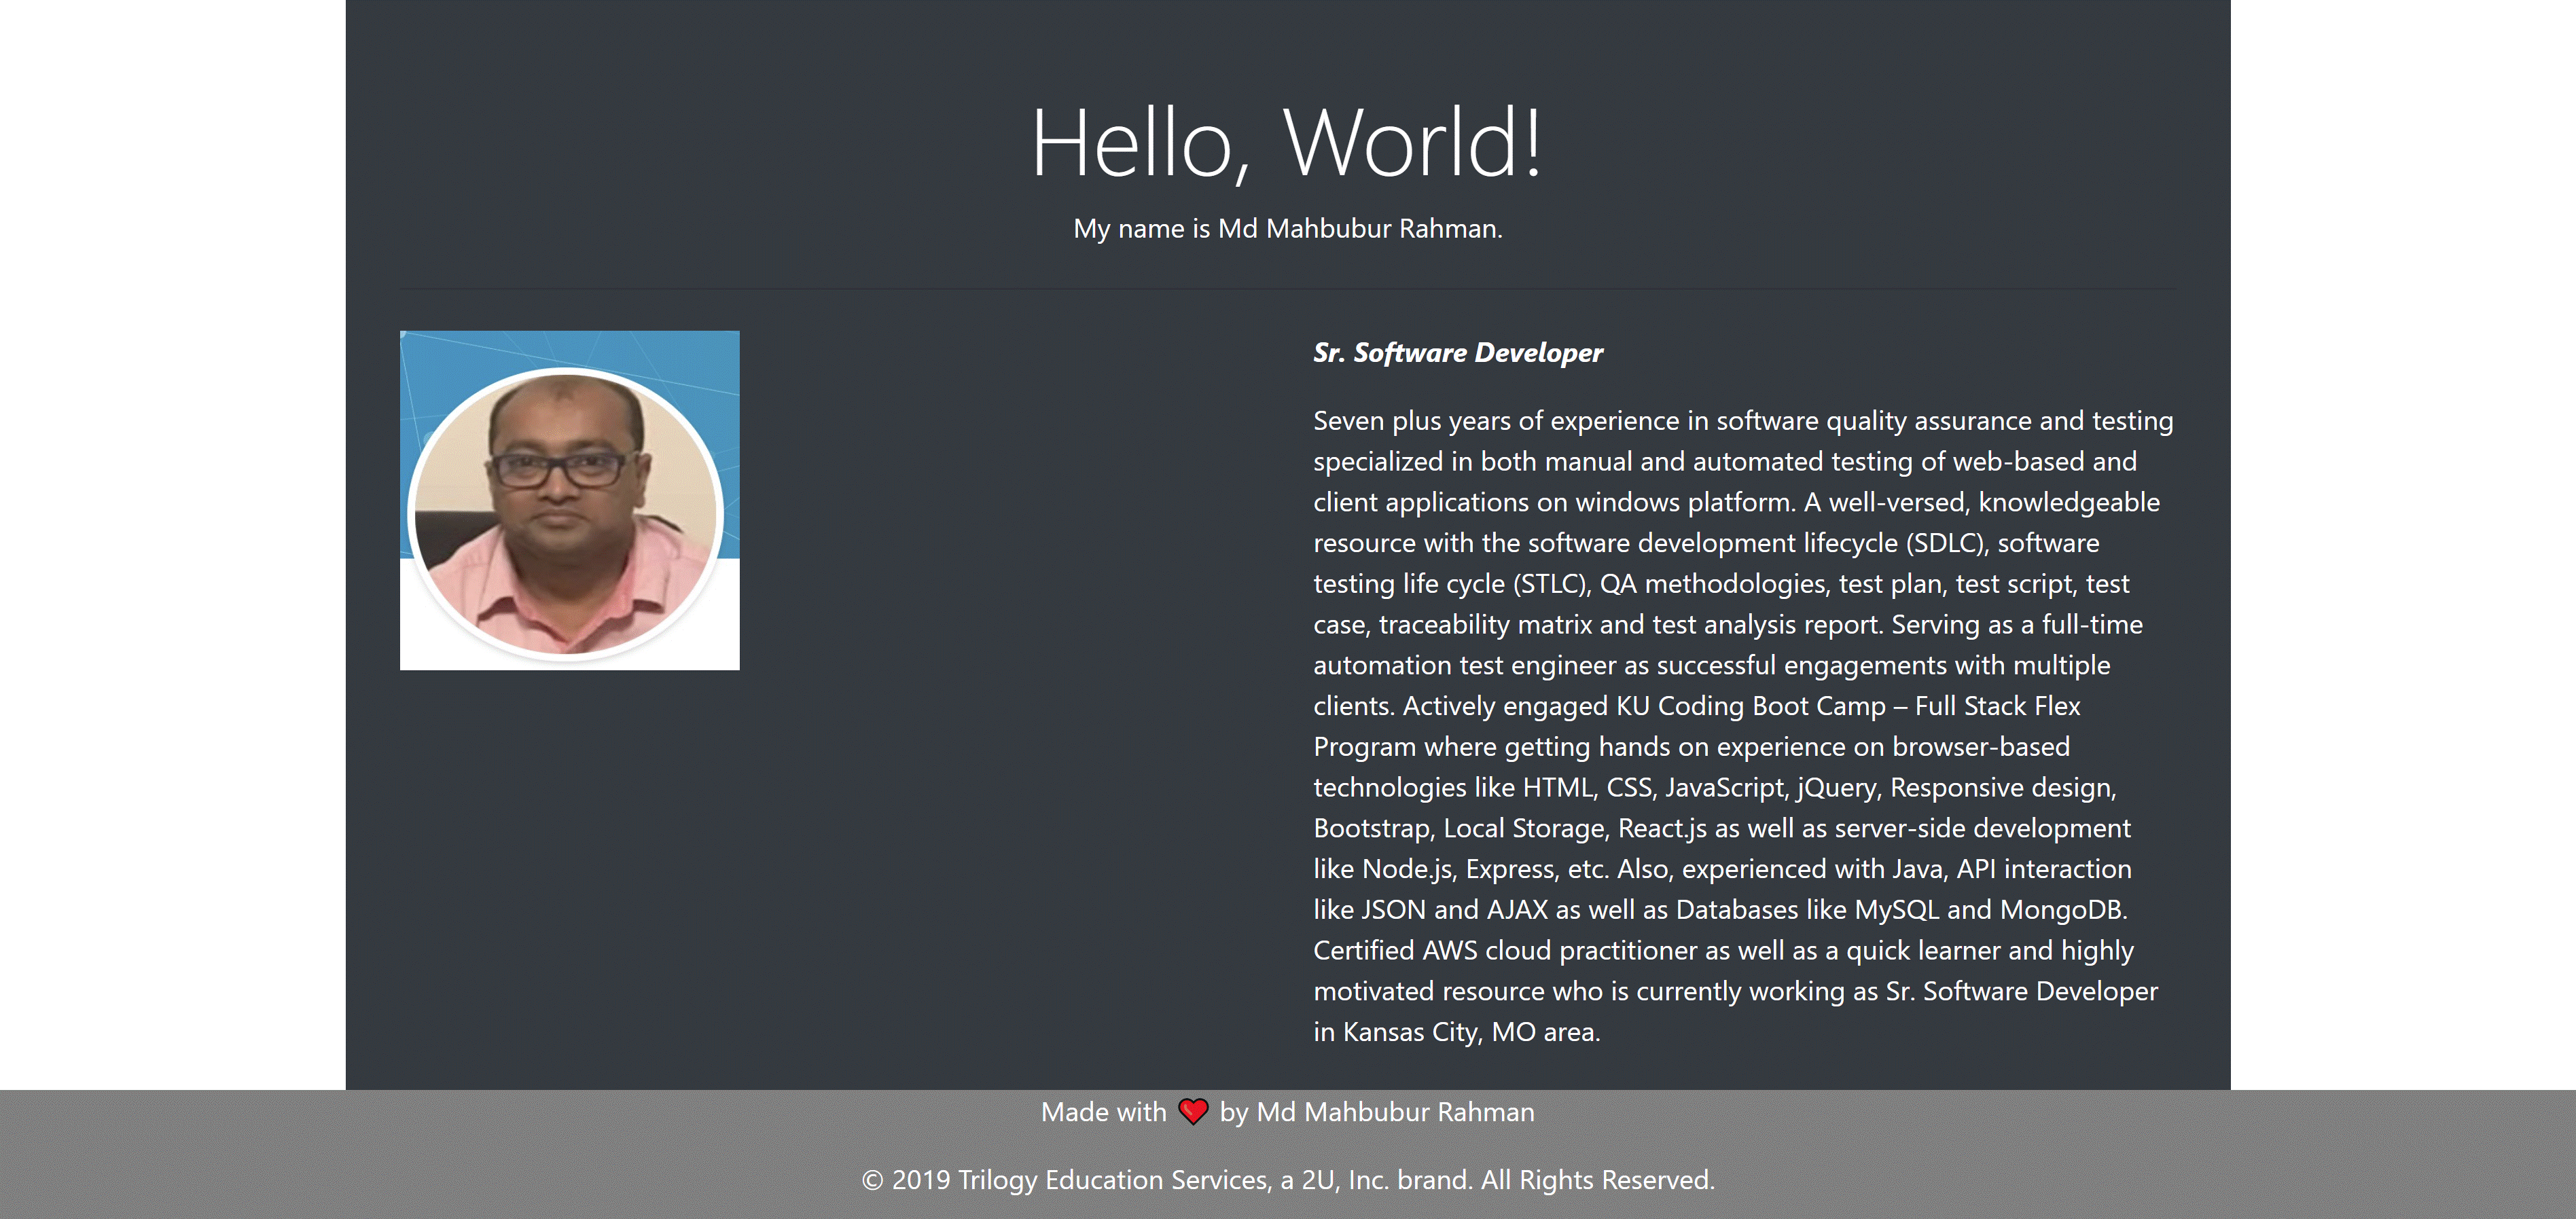 Hello, World!
My name is Md Mahbubur Rahman.
Sr. Software Developer
Seven plus years of experience in software quality assurance and testing
specialized in both manual and automated testing of web-based and
client applications on windows platform. A well-versed, knowledgeable
resource with the software development lifecycle (SDLC), software
testing life cycle (STLC), QA methodologies, test plan, test script, test
case, traceability matrix and test analysis report. Serving as a full-time
automation test engineer as successful engagements with multiple
clients. Actively engaged KU Coding Boot Camp – Full Stack Flex
Program where getting hands on experience on browser-based
technologies like HTML, CSS, JavaScript, jQuery, Responsive design,
Bootstrap, Local Storage, React.js as well as server-side development
like Node.js, Express, etc. Also, experienced with Java, API interaction
like JSON and AJAX as well as Databases like MySQL and MongoDB.
Certified AWS cloud practitioner as well as a quick learner and highly
motivated resource who is currently working as Sr. Software Developer
in Kansas City, MO area.
Made with ❤️ by Md Mahbubur Rahman
© 2019 Trilogy Education Services, a 2U, Inc. brand. All Rights Reserved.